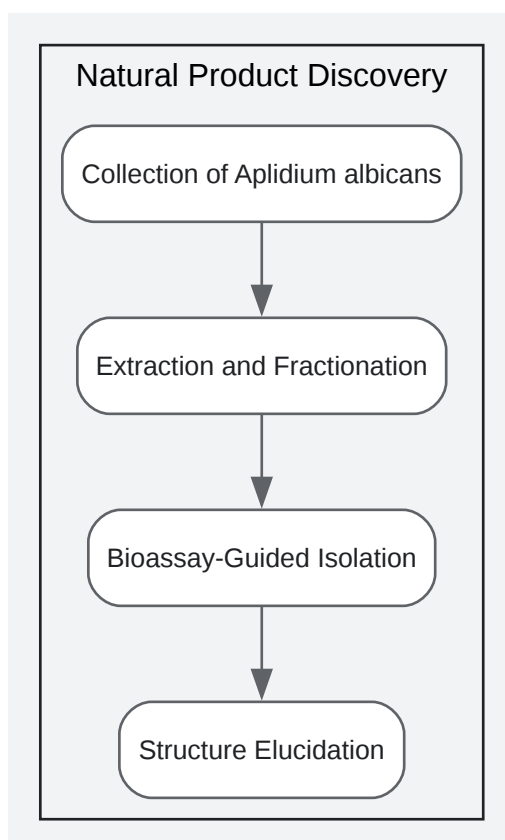 Natural Product Discovery
Collection of Aplidium albicans
Extraction and Fractionation
Bioassay-Guided Isolation
Structure Elucidation